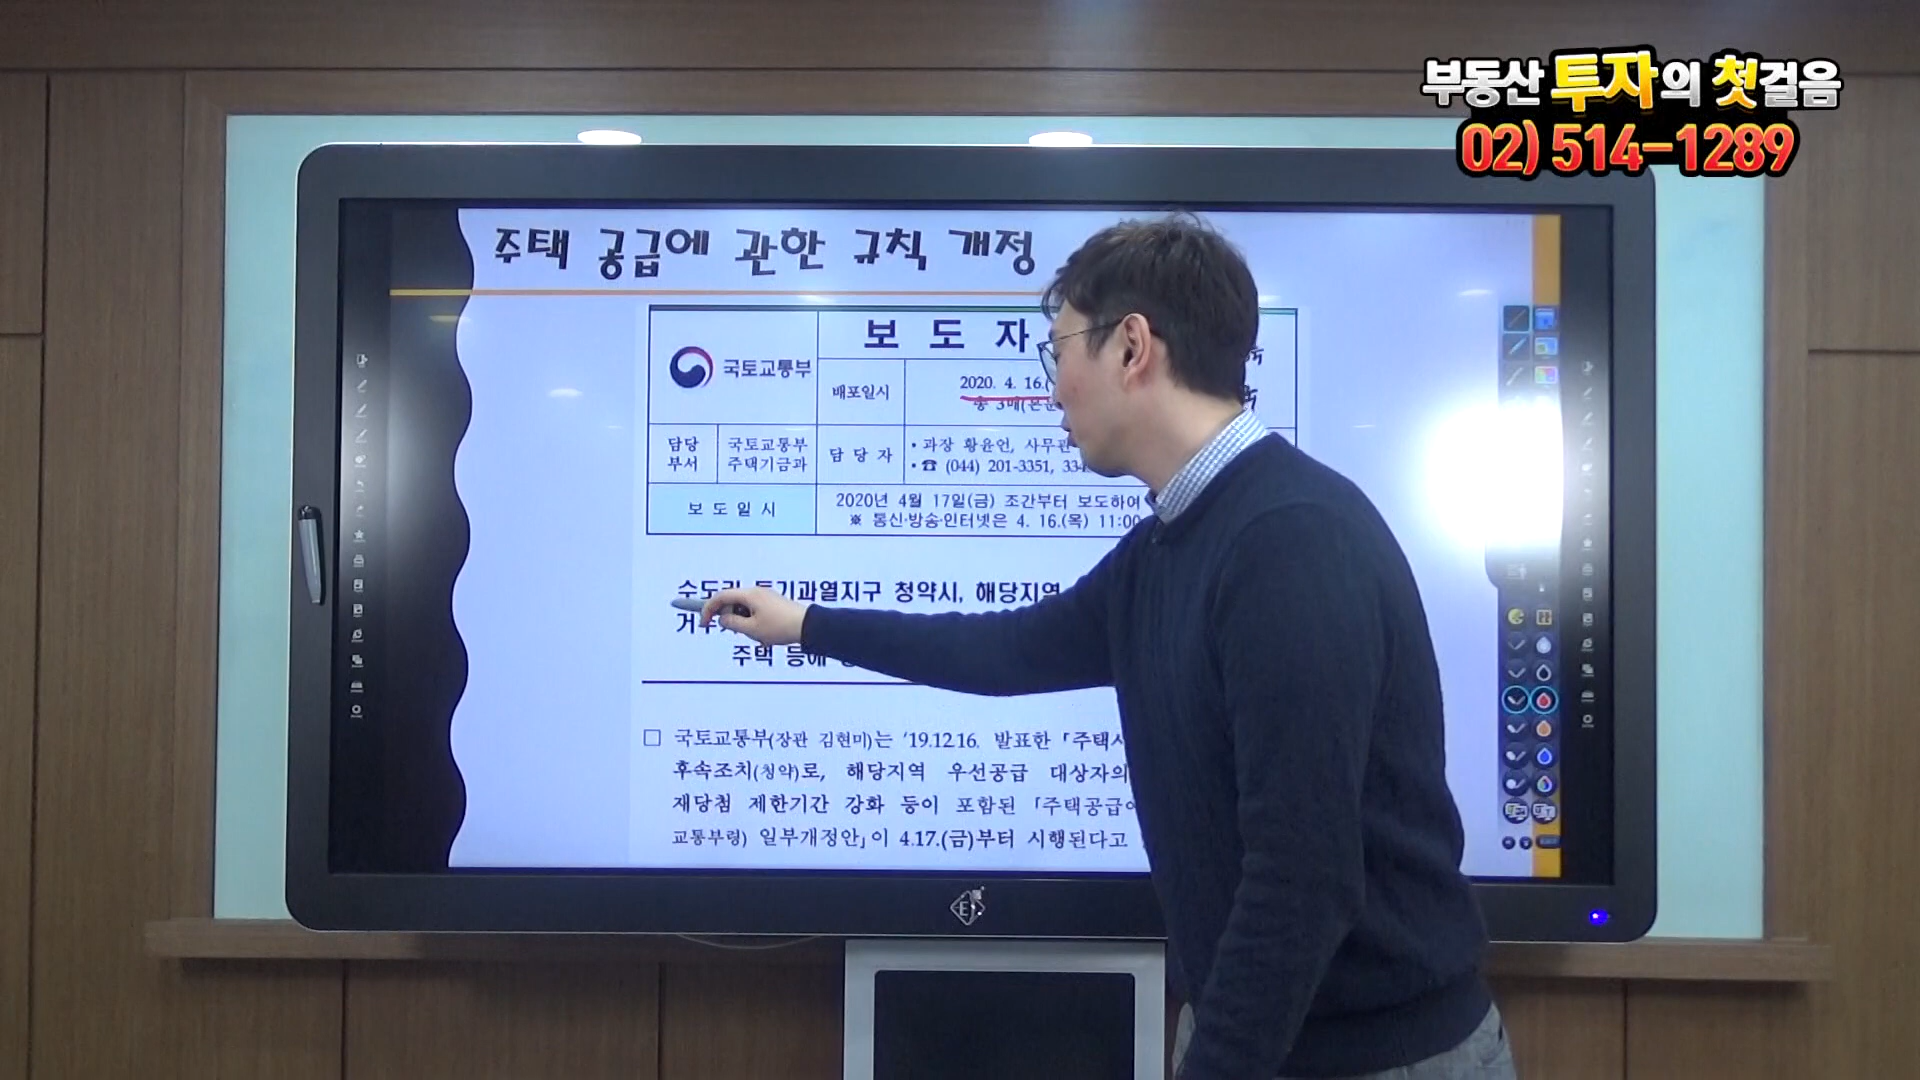 부동산 투자의 첫걸음
02) 514-1289
주택 공급에 관한 규칙 개정
보 도 자
국토교통부
배포일시
2020. 4. 16.(
총 3매(본문
담당
부서
국토교통부
주택기금과
담 당 자
• 과장 황윤언, 사무관
• ☎ (044) 201-3351, 334
보 도 일 시
2020년 4월 17일(금) 조간부터 보도하여
※ 통신·방송·인터넷은 4. 16.(목) 11:00
수도권 투기과열지구 청약시, 해당지역
주택 등에
□ 국토교통부(장관 김현미)는 '19.12.16. 발표한 「주택시
후속조치(청약)로, 해당지역 우선공급 대상자의
재당첨 제한기간 강화 등이 포함된 「주택공급에
교통부령) 일부개정안」이 4.17.(금)부터 시행된다고